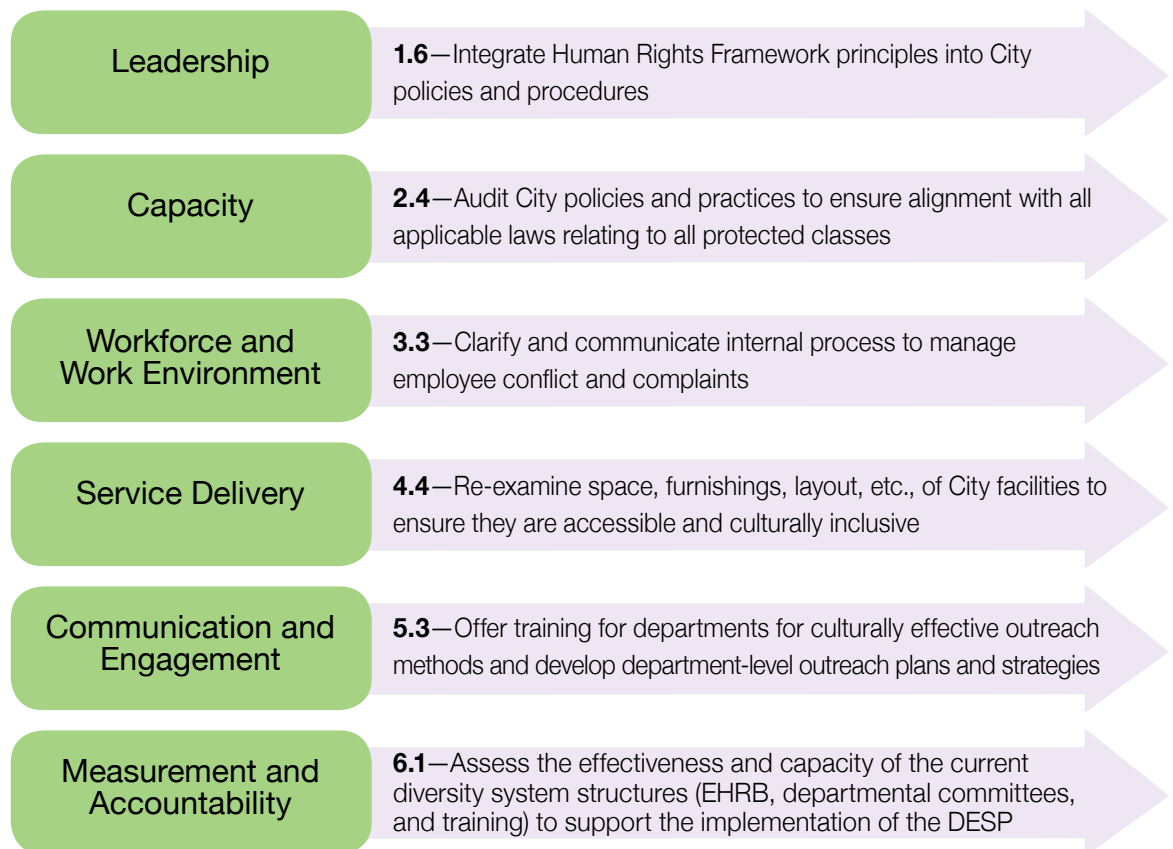 Leadership
1.6—Integrate Human Rights Framework principles into City
policies and procedures
Capacity
2.4—Audit City policies and practices to ensure alignment with all
applicable laws relating to all protected classes
Workforce and
Work Environment
3.3—Clarify and communicate internal process to manage
employee conflict and complaints
Service Delivery
4.4—Re-examine space, furnishings, layout, etc., of City facilities to
ensure they are accessible and culturally inclusive
Communication and
Engagement
5.3—Offer training for departments for culturally effective outreach
methods and develop department-level outreach plans and strategies
Measurement and
Accountability
6.1—Assess the effectiveness and capacity of the current
diversity system structures (EHRB, departmental committees,
and training) to support the implementation of the DESP